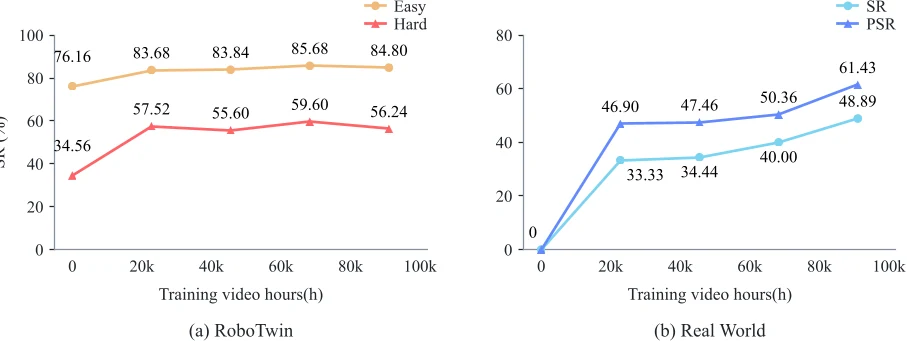 Easy
Hard
100
80
60
40
20
0
SR (%)
76.16
83.68
83.84
85.68
84.80
34.56
57.52
55.60
59.60
56.24
0 20k 40k 60k 80k 100k
Training video hours(h)
(a) RoboTwin
SR
PSR
80
60
40
20
0
0
46.90
47.46
50.36
61.43
33.33
34.44
40.00
48.89
0 20k 40k 60k 80k 100k
Training video hours(h)
(b) Real World